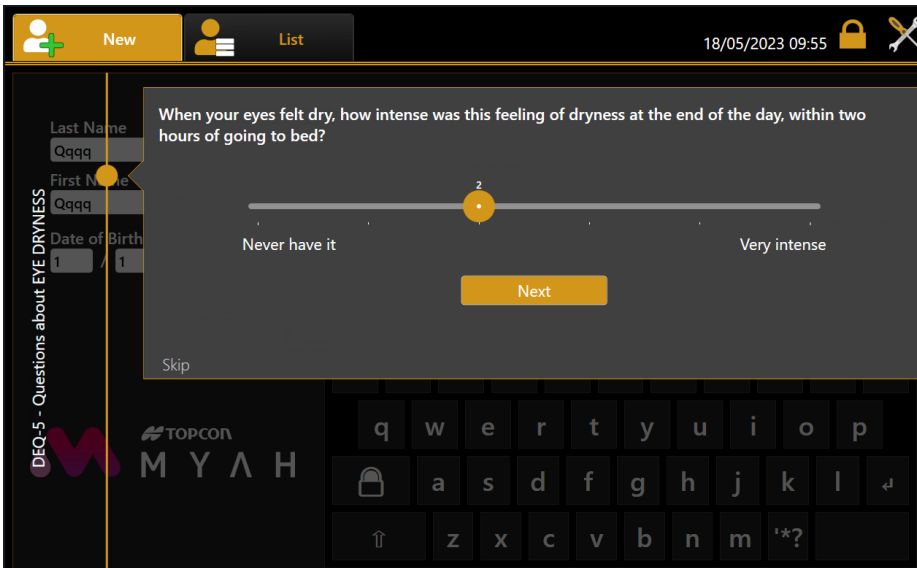 New
List
18/05/2023 09:55
When your eyes felt dry, how intense was this feeling of dryness at the end of the day, within two
hours of going to bed?
2
Never have it
Very intense
Next
Skip
Last Name
Qqqq
First Name
Qqqq
Date of Birth
1 / 1
DEQ-5 - Questions about EYE DRYNESS
TOPCON
MYAH
q w e r t y u i o p
a s d f g h j k l
z x c v b n m '*?